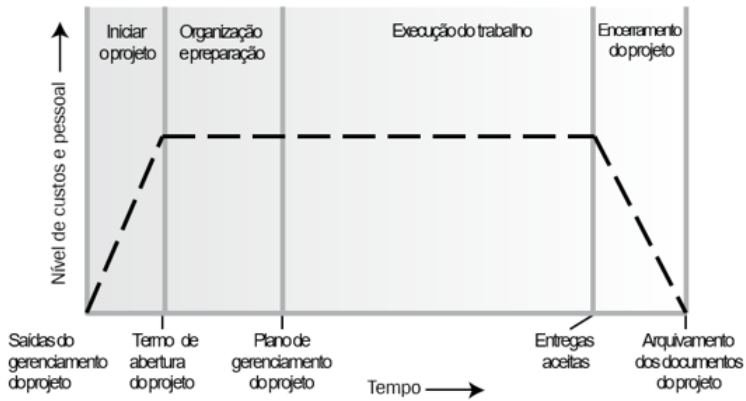 Iniciar
o projeto
Organização
e preparação
Execução do trabalho
Encerramento
do projeto
Nível de custos e pessoal
Saídas do
gerenciamento
do projeto
Termo de
abertura
do projeto
Plano de
gerenciamento
do projeto
Entregas
aceitas
Arquivamento
dos documentos
do projeto
Tempo